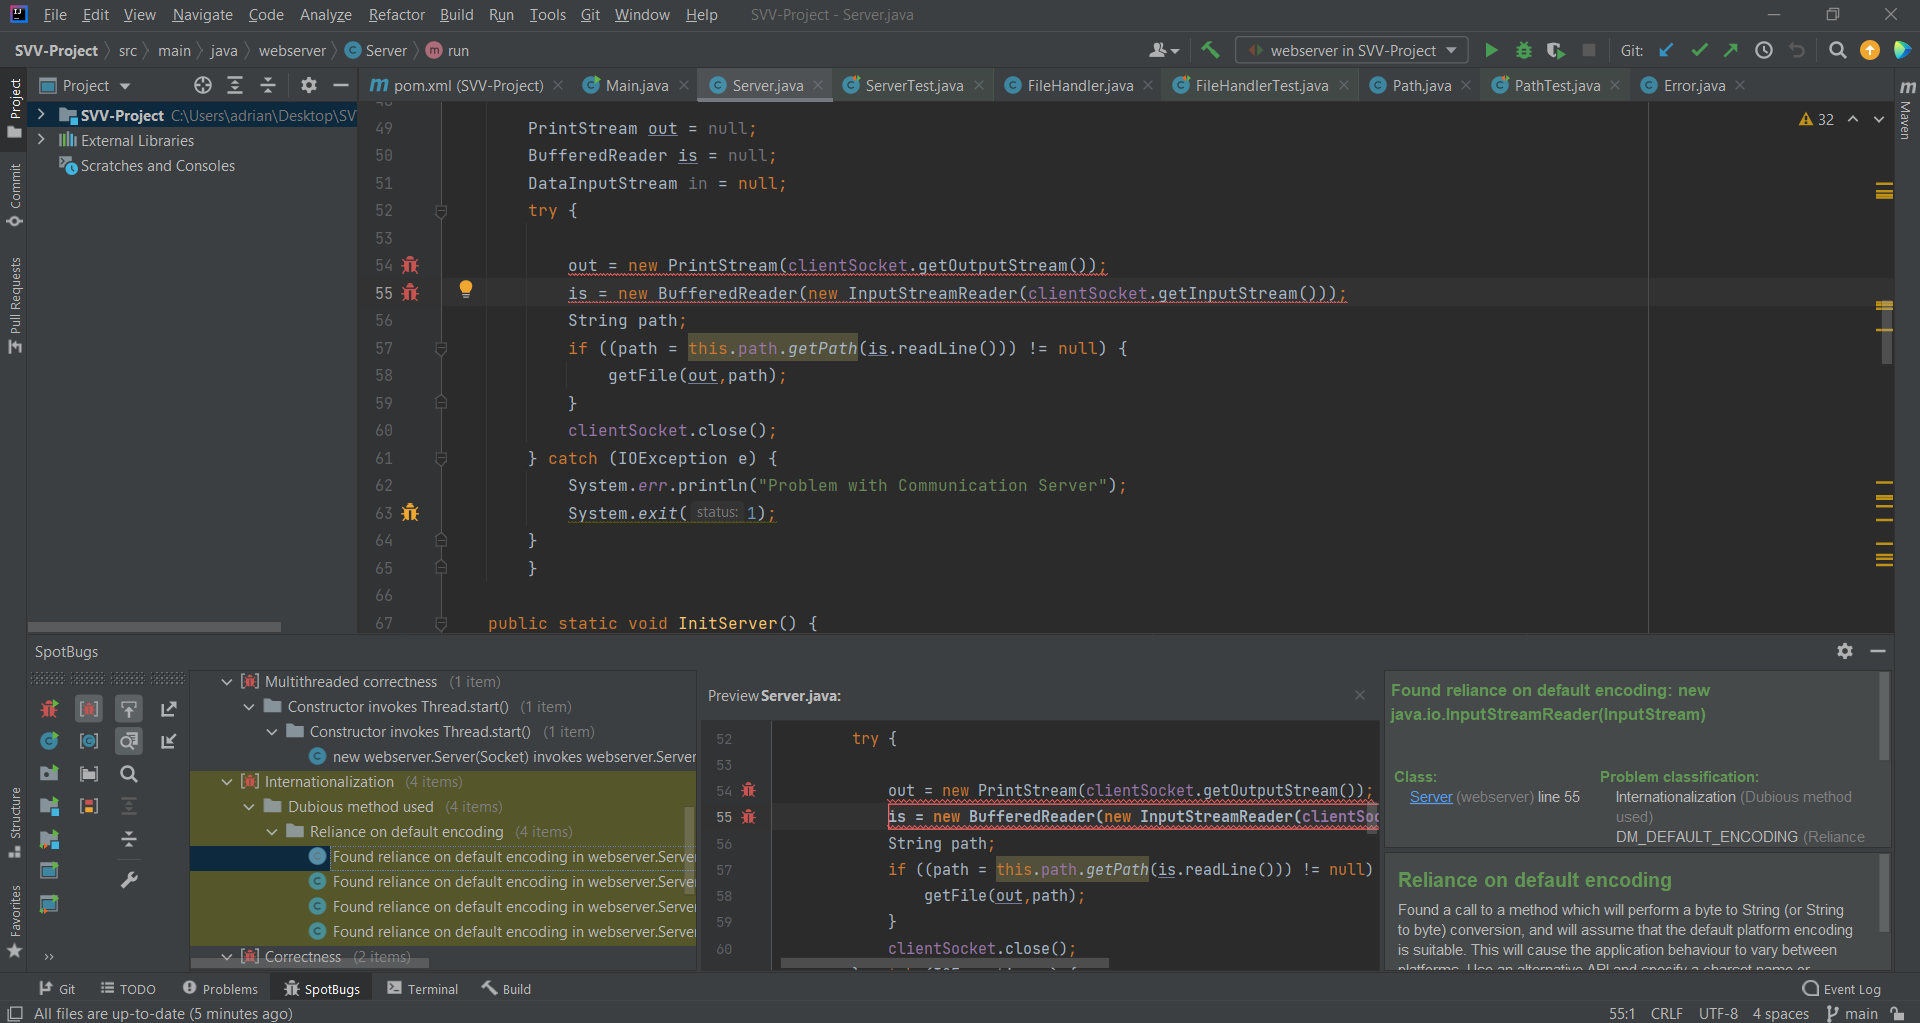 File Edit View Navigate Code Analyze Refactor Build Run Tools Git Window Help SVV-Project - Server.java
SVV-Project src main java webserver Server run webserver in SVV-Project Git:
Project pom.xml (SVV-Project) Main.java Server.java ServerTest.java FileHandler.java FileHandlerTest.java Path.java PathTest.java Error.java
SVV-Project C:\Users\adrian\Desktop\SV
External Libraries
Scratches and Consoles
Project
Commit
Pull Requests
Structure
Favorites
Maven
32
49 PrintStream out = null;
50 BufferedReader is = null;
51 DataInputStream in = null;
52 try {
53
54 out = new PrintStream(clientSocket.getOutputStream());
55 is = new BufferedReader(new InputStreamReader(clientSocket.getInputStream()));
56 String path;
57 if ((path = this.path.getPath(is.readLine())) != null) {
58 getFile(out,path);
59 }
60 clientSocket.close();
61 } catch (IOException e) {
62 System.err.println("Problem with Communication Server");
63 System.exit( status: 1);
64 }
65 }
66
67 public static void InitServer() {
SpotBugs
Multithreaded correctness (1 item)
Constructor invokes Thread.start() (1 item)
Constructor invokes Thread.start() (1 item)
new webserver.Server(Socket) invokes webserver.Server
Internationalization (4 items)
Dubious method used (4 items)
Reliance on default encoding (4 items)
Found reliance on default encoding in webserver.Serve
Found reliance on default encoding in webserver.Serve
Found reliance on default encoding in webserver.Serve
Found reliance on default encoding in webserver.Serve
Correctness (2 items)
Preview Server.java:
52 try {
53
54 out = new PrintStream(clientSocket.getOutputStream());
55 is = new BufferedReader(new InputStreamReader(clientSoc
56 String path;
57 if ((path = this.path.getPath(is.readLine())) != null)
58 getFile(out,path);
59 }
60 clientSocket.close();
Found reliance on default encoding: new
java.io.InputStreamReader(InputStream)
Class:
Server (webserver) line 55
Problem classification:
Internationalization (Dubious method
used)
DM_DEFAULT_ENCODING (Reliance
Reliance on default encoding
Found a call to a method which will perform a byte to String (or String
to byte) conversion, and will assume that the default platform encoding
is suitable. This will cause the application behaviour to vary between
platforms. Use an alternative API and specify a charset name or
Git TODO Problems SpotBugs Terminal Build Event Log
All files are up-to-date (5 minutes ago) 55:1 CRLF UTF-8 4 spaces main